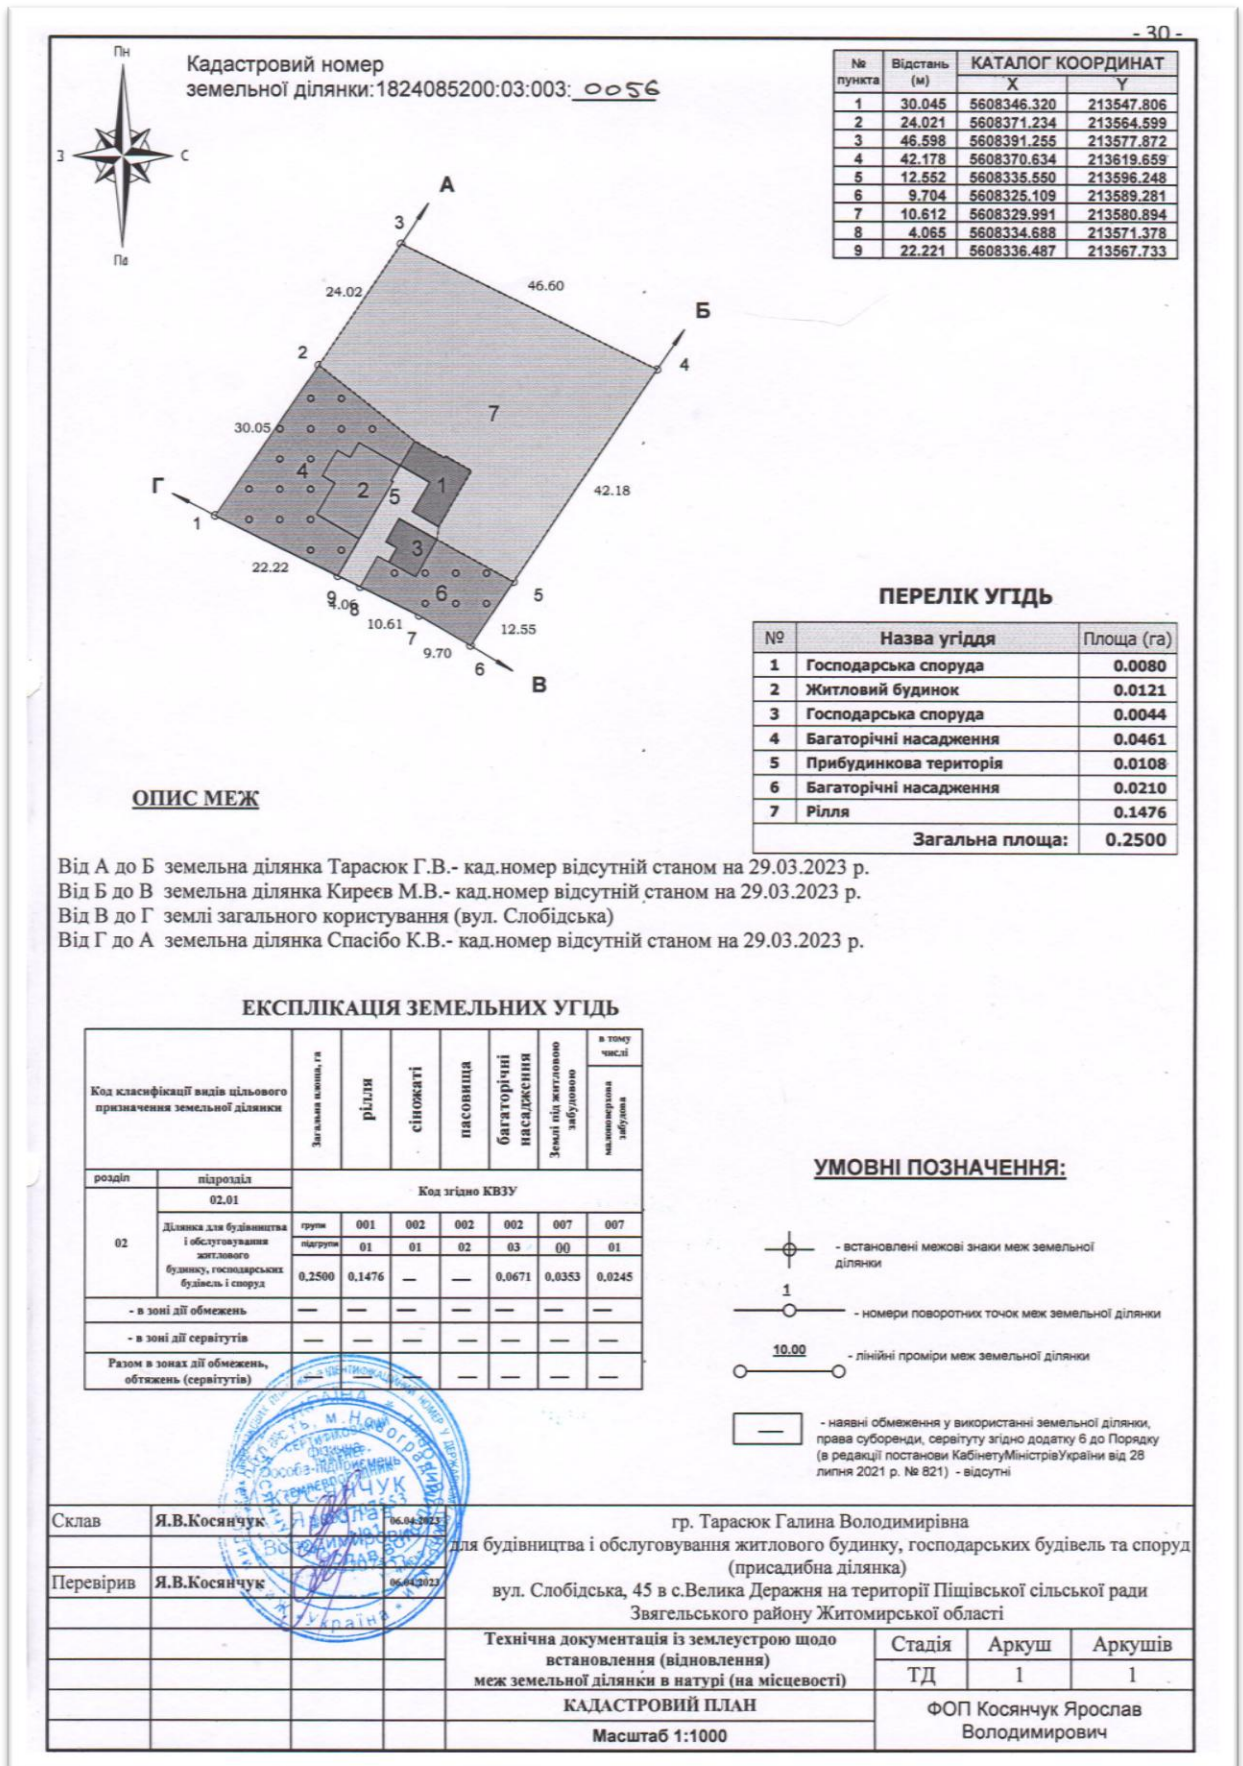 - 30 -
Пн
З
С
Пд
Кадастровий номер
земельної ділянки:1824085200:03:003: 0056
№ пункта Відстань (м) КАТАЛОГ КООРДИНАТ
X Y
1 30.045 5608346.320 213547.806
2 24.021 5608371.234 213564.599
3 46.598 5608391.255 213577.872
4 42.178 5608370.634 213619.659
5 12.552 5608335.550 213596.248
6 9.704 5608325.109 213589.281
7 10.612 5608329.991 213580.894
8 4.065 5608334.688 213571.378
9 22.221 5608336.487 213567.733
А
3
24.02
46.60
Б
2
4
7
30.05
4
2
5
1
42.18
Г
1
3
22.22
6
5
9
4.06
8
10.61
7
12.55
9.70
6
В
ПЕРЕЛІК УГІДЬ
№ Назва угіддя Площа (га)
1 Господарська споруда 0.0080
2 Житловий будинок 0.0121
3 Господарська споруда 0.0044
4 Багаторічні насадження 0.0461
5 Прибудинкова територія 0.0108
6 Багаторічні насадження 0.0210
7 Рілля 0.1476
Загальна площа: 0.2500
ОПИС МЕЖ
Від А до Б земельна ділянка Тарасюк Г.В.- кад.номер відсутній станом на 29.03.2023 р.
Від Б до В земельна ділянка Киреєв М.В.- кад.номер відсутній станом на 29.03.2023 р.
Від В до Г землі загального користування (вул. Слобідська)
Від Г до А земельна ділянка Спасібо К.В.- кад.номер відсутній станом на 29.03.2023 р.
ЕКСПЛІКАЦІЯ ЗЕМЕЛЬНИХ УГІДЬ
Код класифікації видів цільового
призначення земельної ділянки
Загальна площа, га
рілля
сіножаті
пасовища
багаторічні насадження
Землі під житловою забудовою
в тому числі
малоповерхова забудова
розділ підрозділ Код згідно КВЗУ
02.01
02
Ділянка для будівництва
і обслуговування
житлового
будинку, господарських
будівель і споруд
групи 001 002 002 002 007 007
підгрупи 01 01 02 03 00 01
0,2500 0,1476 — — 0,0671 0,0353 0,0245
- в зоні дії обмежень — — — — — — —
- в зоні дії сервітутів — — — — — — —
Разом в зонах дії обмежень,
обтяжень (сервітутів) — — — — — — —
УМОВНІ ПОЗНАЧЕННЯ:
- встановлені межові знаки меж земельної
ділянки
1
- номери поворотних точок меж земельної ділянки
10.00
- лінійні проміри меж земельної ділянки
- наявні обмеження у використанні земельної ділянки,
права суборенди, сервітуту згідно додатку 6 до Порядку
(в редакції постанови КабінетуМіністрівУкраїни від 28
липня 2021 р. № 821) - відсутні
Склав Я.В.Косянчук 06.04.2023
Перевірив Я.В.Косянчук 06.04.2023
гр. Тарасюк Галина Володимирівна
для будівництва і обслуговування житлового будинку, господарських будівель та споруд
(присадибна ділянка)
вул. Слобідська, 45 в с.Велика Деражня на території Піщівської сільської ради
Звягельського району Житомирської області
Технічна документація із землеустрою щодо
встановлення (відновлення)
меж земельної ділянки в натурі (на місцевості)
Стадія Аркуш Аркушів
ТД 1 1
КАДАСТРОВИЙ ПЛАН
Масштаб 1:1000
ФОП Косянчук Ярослав
Володимирович